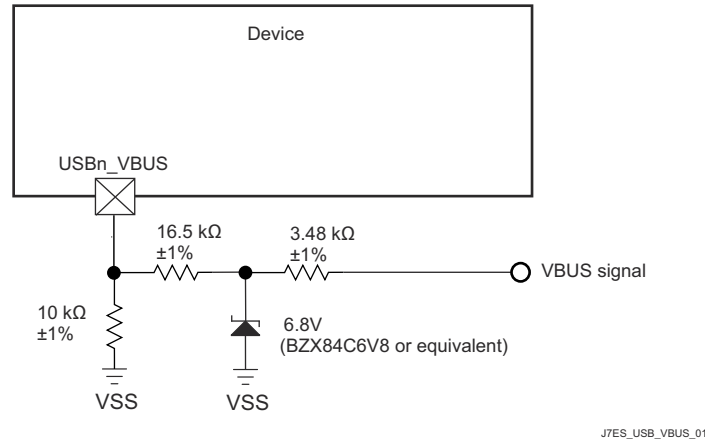 Device
USBn_VBUS
16.5 kΩ
±1%
3.48 kΩ
±1%
VBUS signal
10 kΩ
±1%
6.8V
(BZX84C6V8 or equivalent)
VSS
VSS
J7ES_USB_VBUS_01